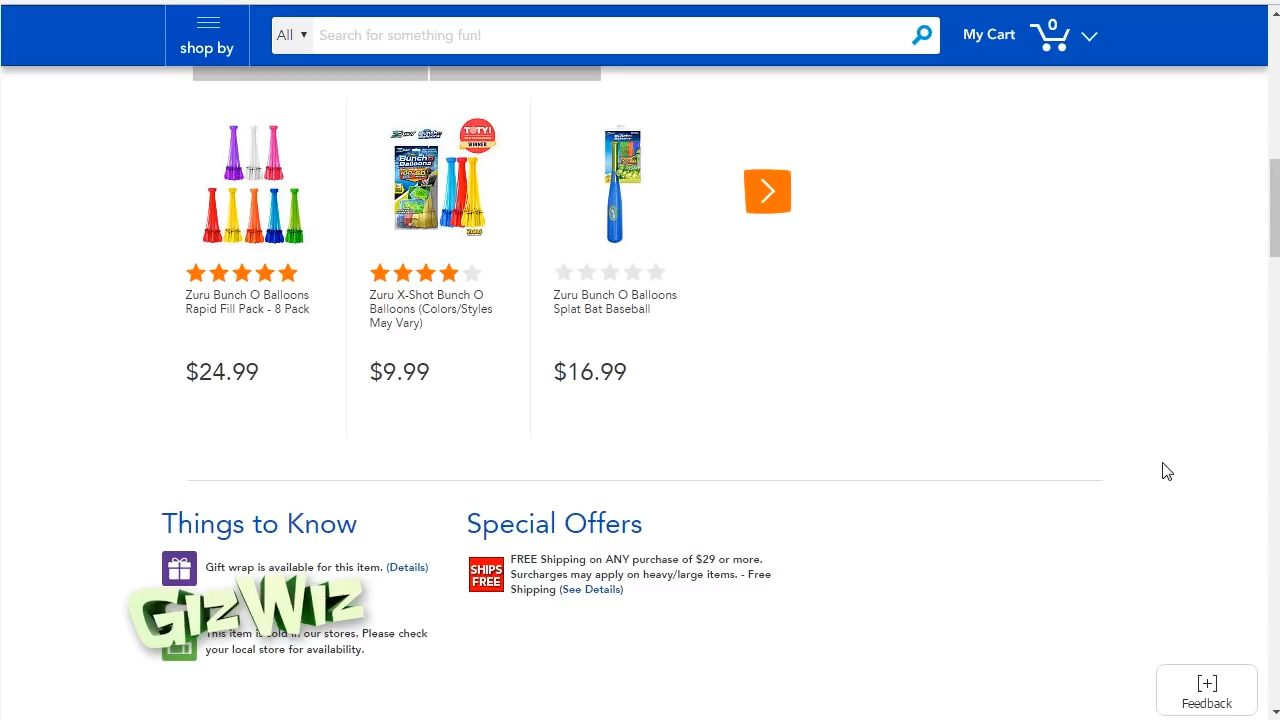 shop by
All ▼ Search for something fun!
My Cart 0
TOTY!
WINNER
BUNCH O
BALLOONS
Zuru Bunch O Balloons
Rapid Fill Pack - 8 Pack
$24.99
Zuru X-Shot Bunch O
Balloons (Colors/Styles
May Vary)
$9.99
Zuru Bunch O Balloons
Splat Bat Baseball
$16.99
Things to Know
Gift wrap is available for this item. (Details)
This item is sold in our stores. Please check
your local store for availability.
GizWiz
Special Offers
SHIPS
FREE
FREE Shipping on ANY purchase of $29 or more.
Surcharges may apply on heavy/large items. - Free
Shipping (See Details)
[+]
Feedback